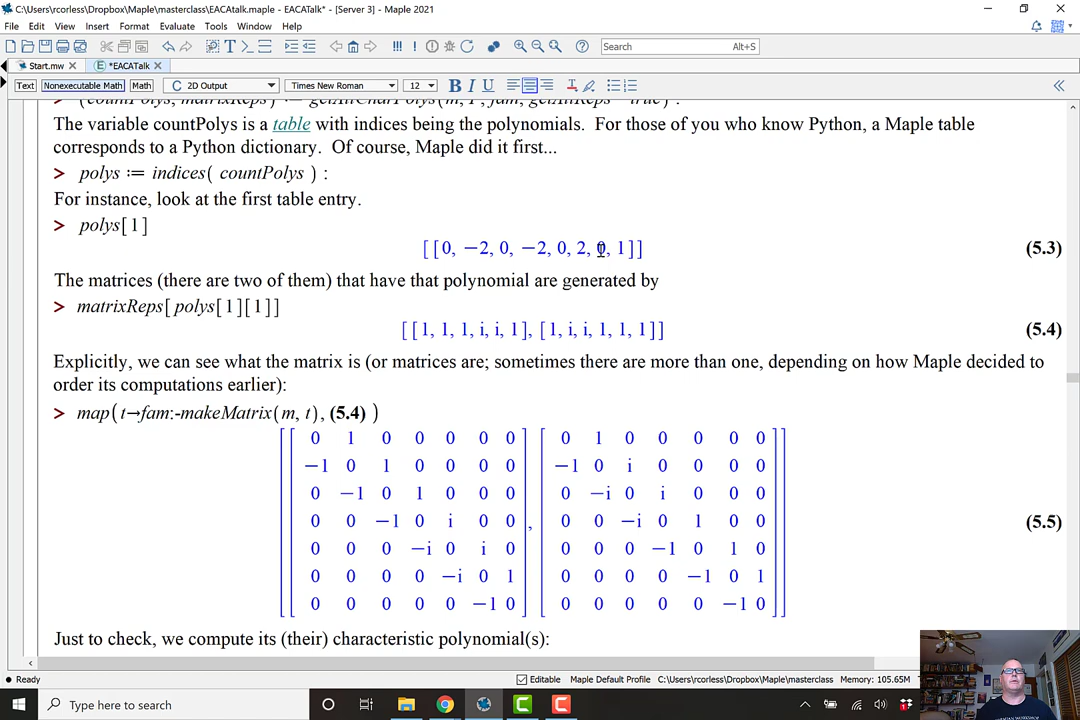 C:\Users\rcorless\Dropbox\Maple\masterclass\EACAtalk.maple - EACATalk* - [Server 3] - Maple 2021
File Edit View Insert Format Evaluate Tools Window Help
Search Alt+S
Start.mw *EACATalk
Text Nonexecutable Math Math C 2D Output Times New Roman 12 B I U
> (countPolys, matrixReps) := getAllCharPolys(m, P, fam, getAllReps = true) :
The variable countPolys is a table with indices being the polynomials. For those of you who know Python, a Maple table
corresponds to a Python dictionary. Of course, Maple did it first...
> polys := indices( countPolys ) :
For instance, look at the first table entry.
> polys[1]
[[0, −2, 0, −2, 0, 2, 0, 1]] (5.3)
The matrices (there are two of them) that have that polynomial are generated by
> matrixReps[ polys[1][1]]
[[1, 1, 1, i, i, 1], [1, i, i, 1, 1, 1]] (5.4)
Explicitly, we can see what the matrix is (or matrices are; sometimes there are more than one, depending on how Maple decided to
order its computations earlier):
> map( t→fam:-makeMatrix(m, t), (5.4) )
0 1 0 0 0 0 0 0 1 0 0 0 0 0
−1 0 1 0 0 0 0 −1 0 i 0 0 0 0
0 −1 0 1 0 0 0 0 −i 0 i 0 0 0
0 0 −1 0 i 0 0 , 0 0 −i 0 1 0 0 (5.5)
0 0 0 −i 0 i 0 0 0 0 −1 0 1 0
0 0 0 0 −i 0 1 0 0 0 0 −1 0 1
0 0 0 0 0 −1 0 0 0 0 0 0 −1 0
Just to check, we compute its (their) characteristic polynomial(s):
Ready Editable Maple Default Profile C:\Users\rcorless\Dropbox\Maple\masterclass Memory: 105.65M
Type here to search